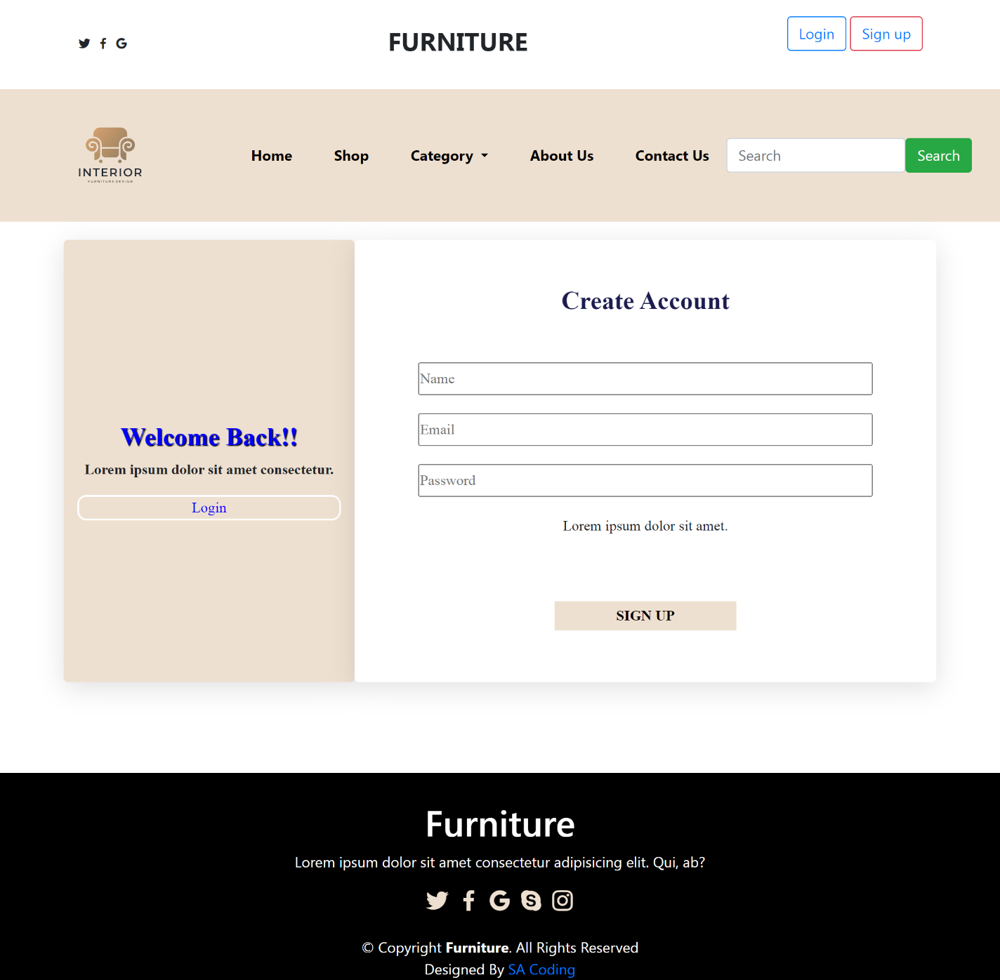 FURNITURE
Login
Sign up
INTERIOR
FURNITURE DESIGN
Home
Shop
Category
About Us
Contact Us
Search
Search
Welcome Back!!
Lorem ipsum dolor sit amet consectetur.
Login
Create Account
Name
Email
Password
Lorem ipsum dolor sit amet.
SIGN UP
Furniture
Lorem ipsum dolor sit amet consectetur adipisicing elit. Qui, ab?
© Copyright Furniture. All Rights Reserved
Designed By SA Coding